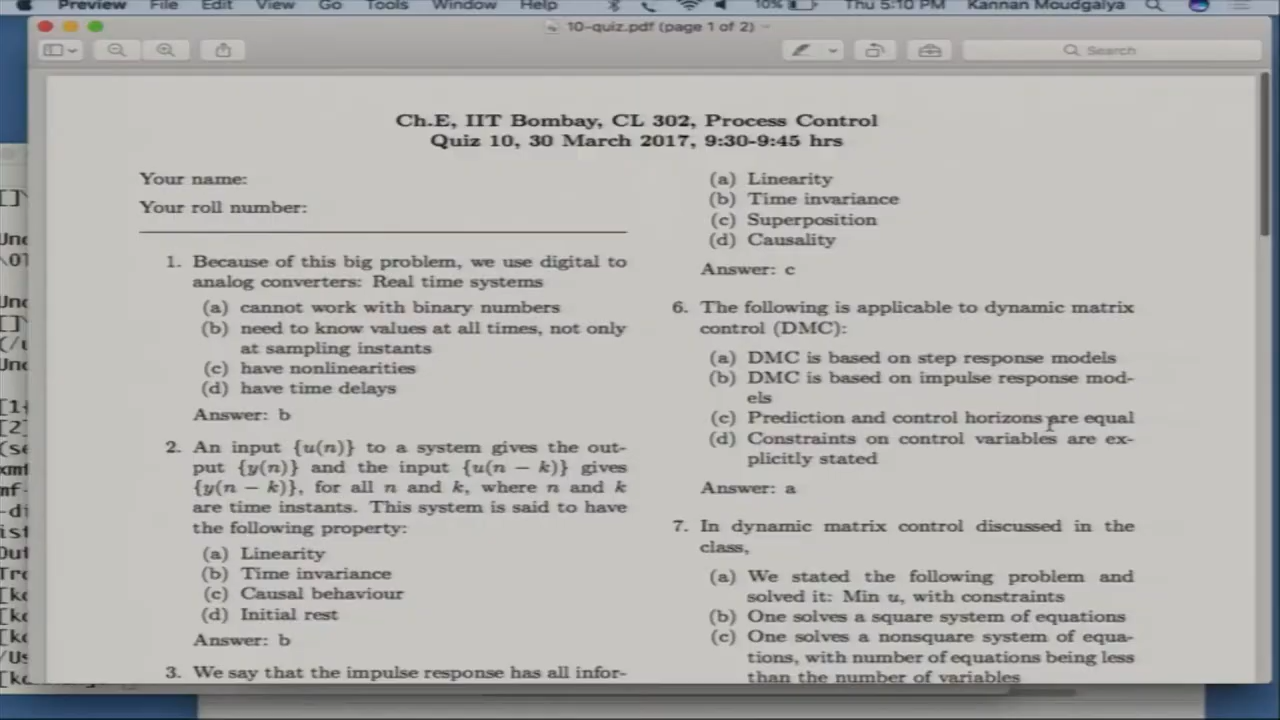 Preview File Edit View Go Tools Window Help 10% Thu 5:10 PM Kannan Moudgalya
10-quiz.pdf (page 1 of 2)
Search
Ch.E, IIT Bombay, CL 302, Process Control
Quiz 10, 30 March 2017, 9:30-9:45 hrs
Your name:
Your roll number:
1. Because of this big problem, we use digital to
analog converters: Real time systems
(a) cannot work with binary numbers
(b) need to know values at all times, not only
at sampling instants
(c) have nonlinearities
(d) have time delays
Answer: b
2. An input {u(n)} to a system gives the out-
put {y(n)} and the input {u(n − k)} gives
{y(n − k)}, for all n and k, where n and k
are time instants. This system is said to have
the following property:
(a) Linearity
(b) Time invariance
(c) Causal behaviour
(d) Initial rest
Answer: b
3. We say that the impulse response has all infor-
(a) Linearity
(b) Time invariance
(c) Superposition
(d) Causality
Answer: c
6. The following is applicable to dynamic matrix
control (DMC):
(a) DMC is based on step response models
(b) DMC is based on impulse response mod-
els
(c) Prediction and control horizons are equal
(d) Constraints on control variables are ex-
plicitly stated
Answer: a
7. In dynamic matrix control discussed in the
class,
(a) We stated the following problem and
solved it: Min u, with constraints
(b) One solves a square system of equations
(c) One solves a nonsquare system of equa-
tions, with number of equations being less
than the number of variables